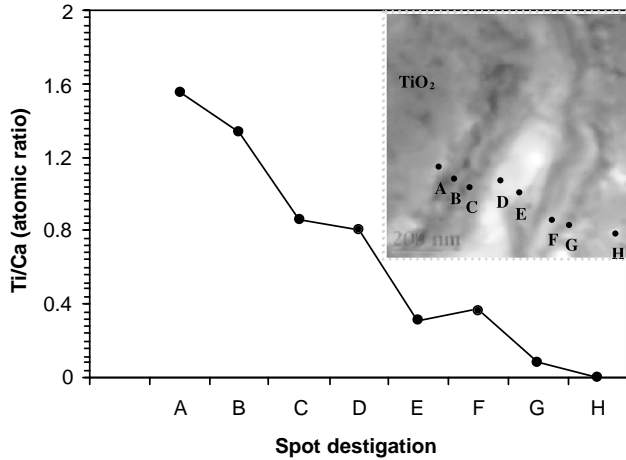 2
1.6
1.2
0.8
0.4
0
Ti/Ca (atomic ratio)
A B C D E F G H
Spot destigation
TiO₂
A
B
C
D
E
F
G
H
200 nm